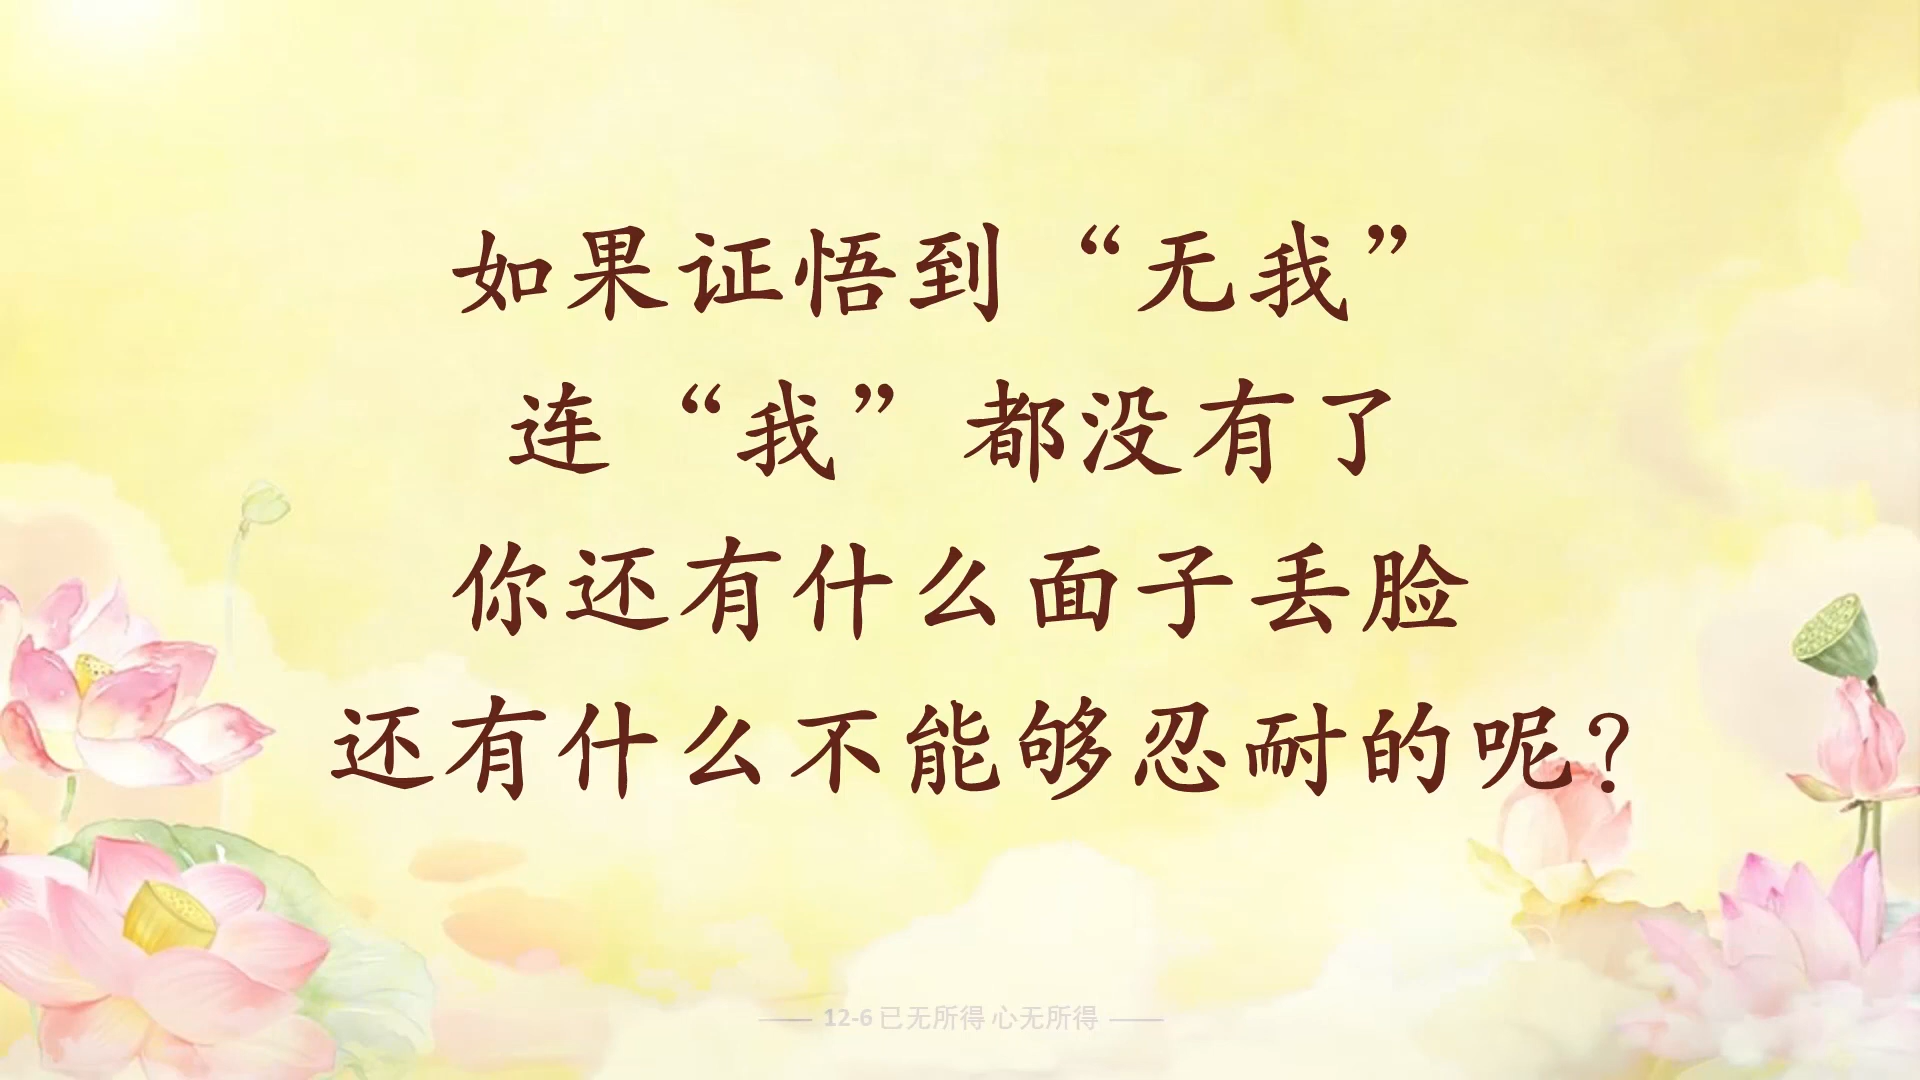 如果证悟到“无我”
连“我”都没有了
你还有什么面子丢脸
还有什么不能够忍耐的呢？
12-6 已无所得 心无所得